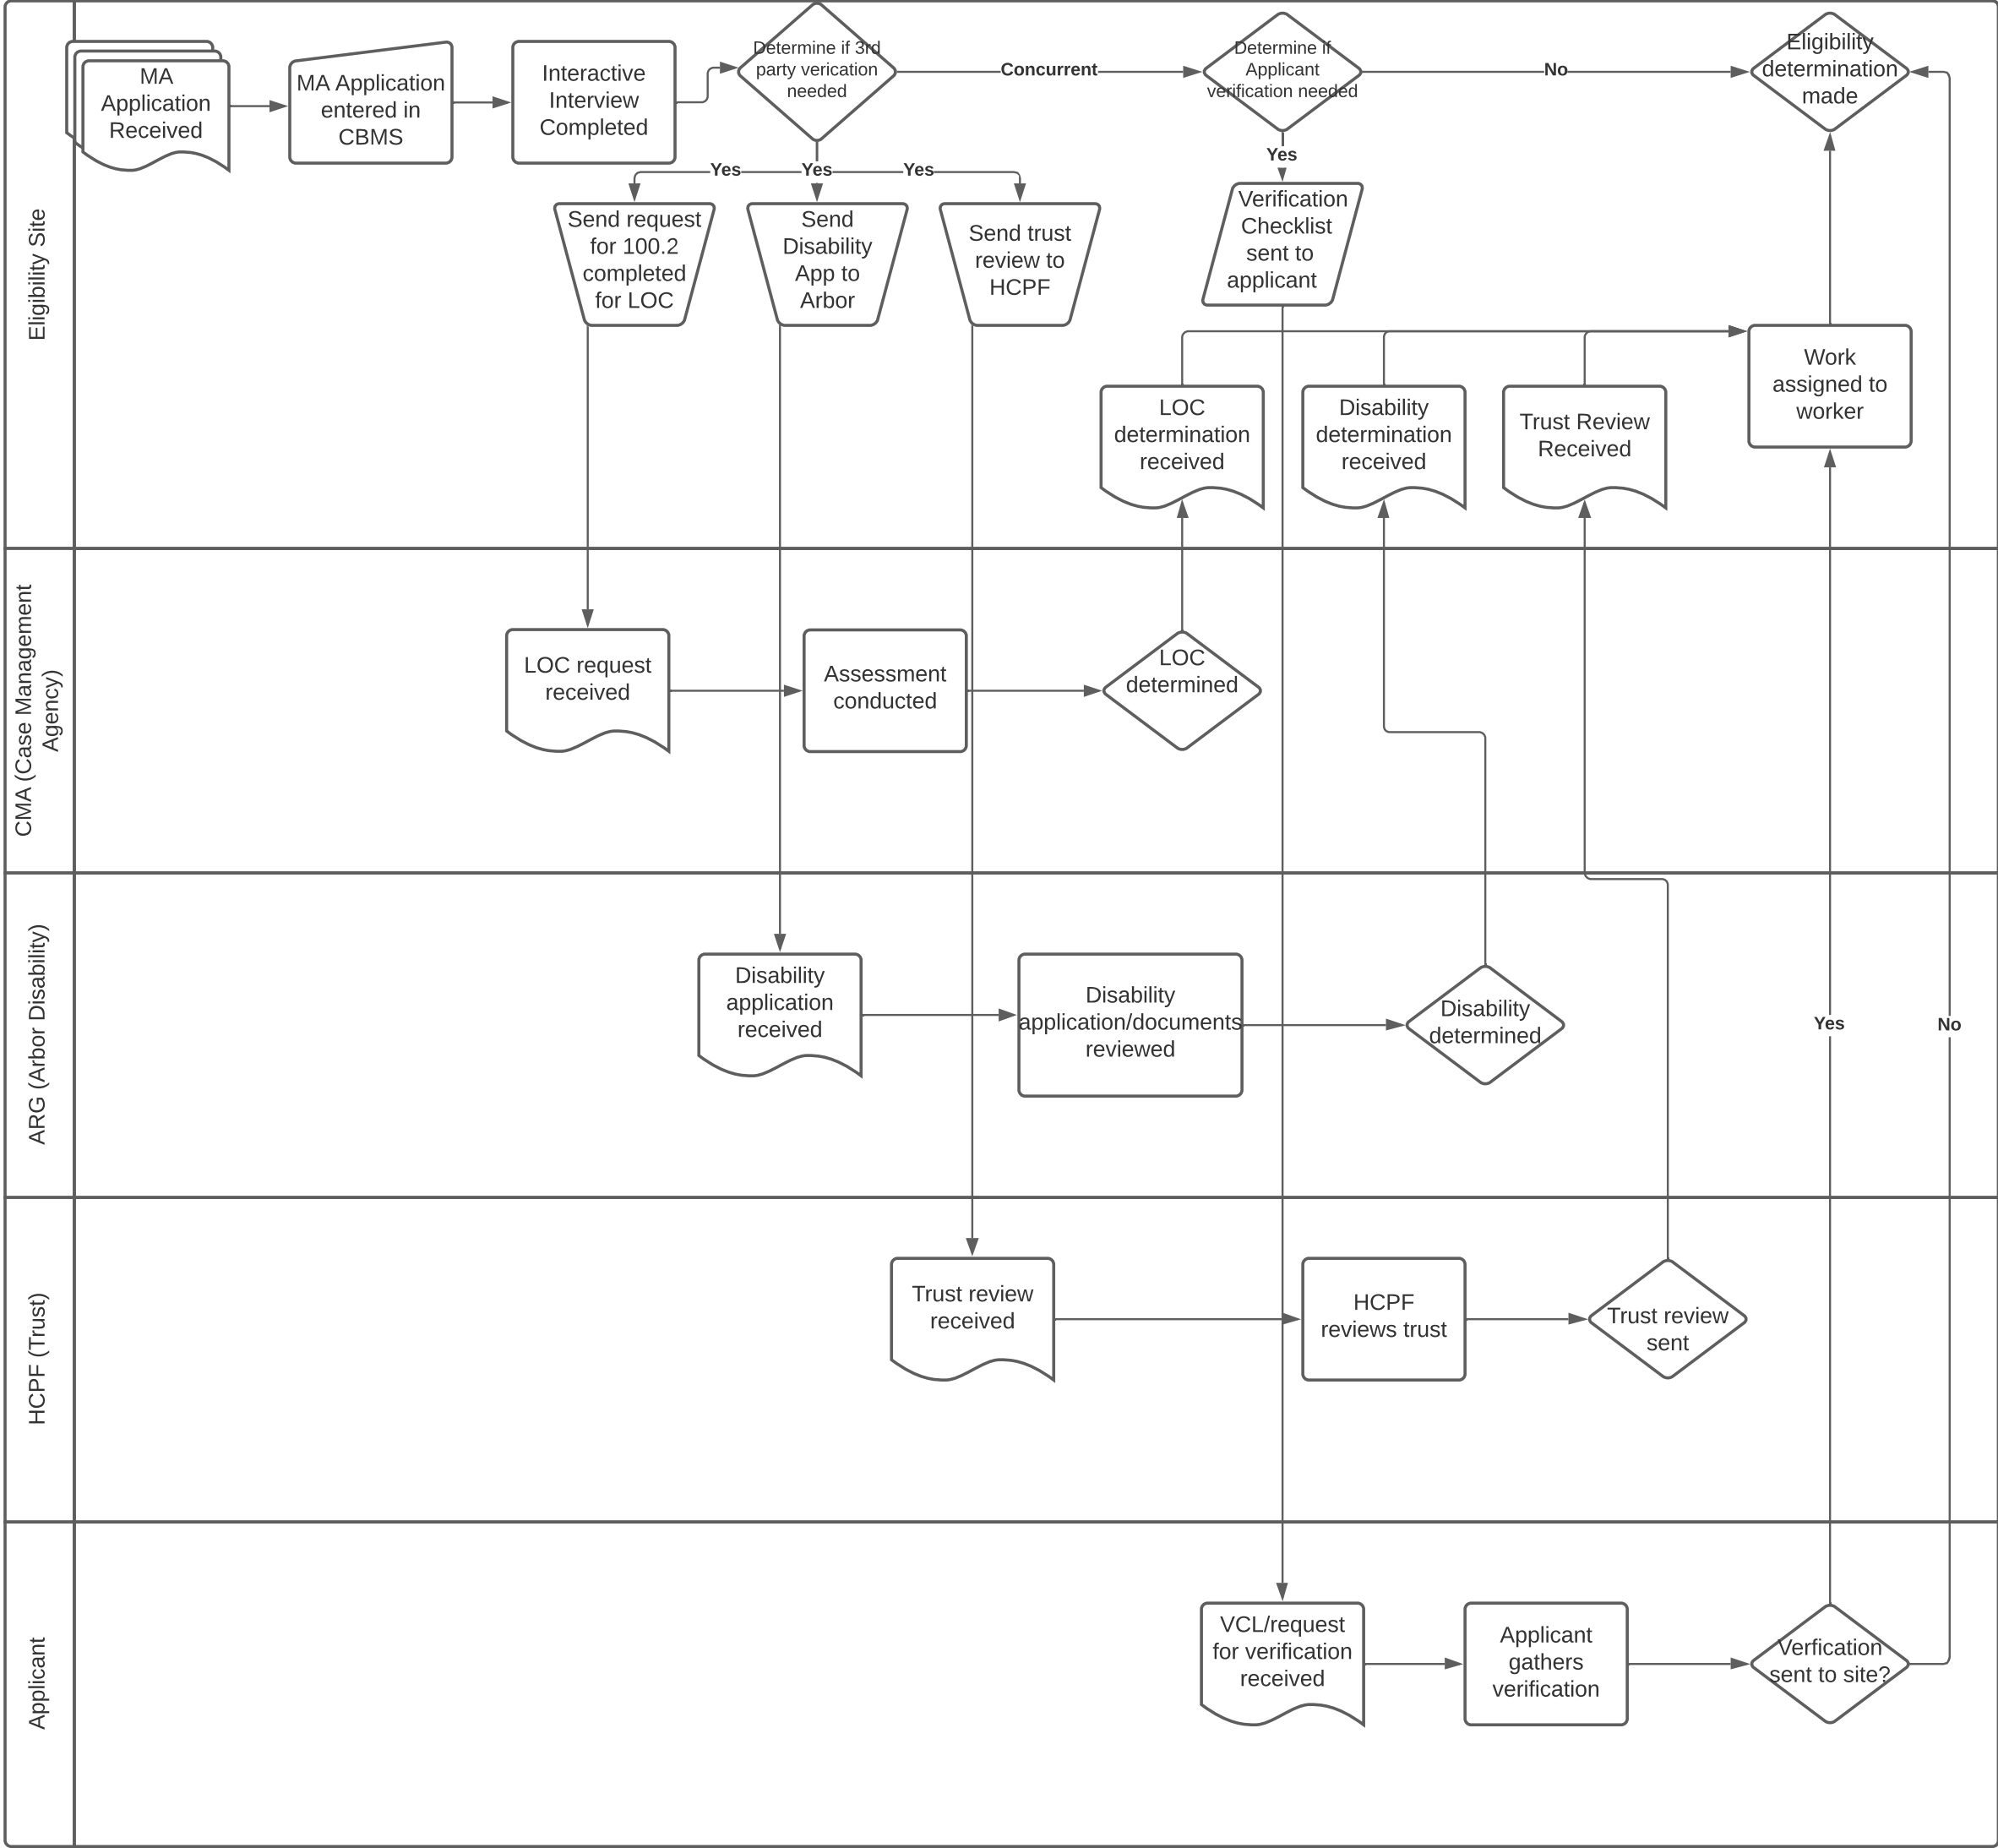 Eligibility Site
MA
Application
Received
MA Application
entered in
CBMS
Interactive
Interview
Completed
Determine if 3rd
party verication
needed
Concurrent
Determine if
Applicant
verification needed
No
Eligibility
determination
made
Yes
Yes
Yes
Yes
Send request
for 100.2
completed
for LOC
Send
Disability
App to
Arbor
Send trust
review to
HCPF
Verification
Checklist
sent to
applicant
LOC
determination
received
Disability
determination
received
Trust Review
Received
Work
assigned to
worker
CMA (Case Management
Agency)
LOC request
received
Assessment
conducted
LOC
determined
ARG (Arbor Disability)
Disability
application
received
Disability
application/documents
reviewed
Disability
determined
Yes
No
HCPF (Trust)
Trust review
received
HCPF
reviews trust
Trust review
sent
Applicant
VCL/request
for verification
received
Applicant
gathers
verification
Verfication
sent to site?